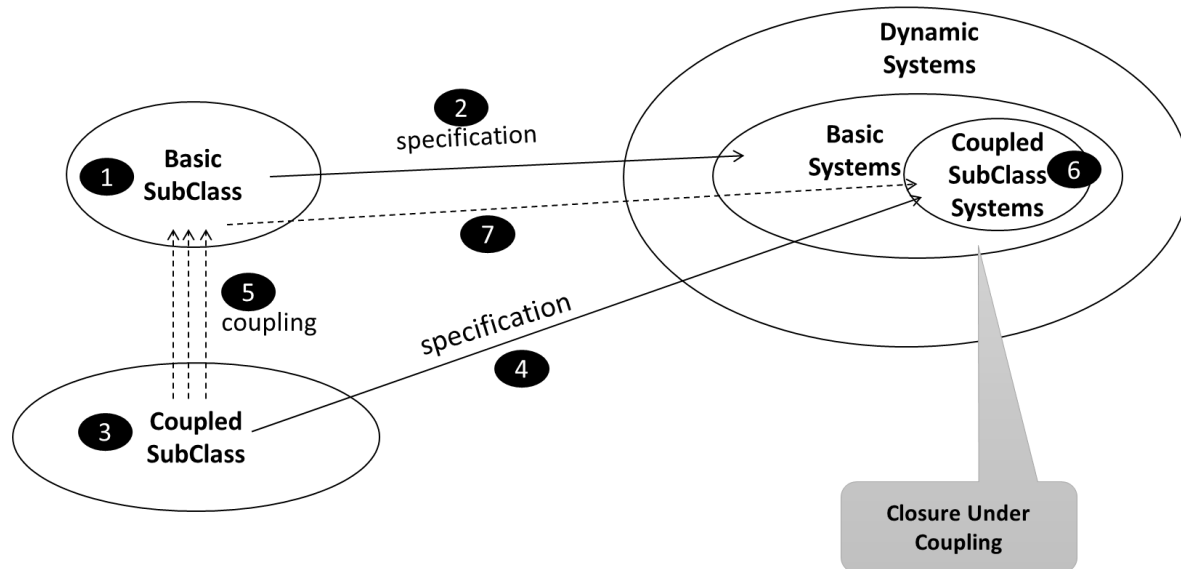 Dynamic
Systems
2
specification
Basic
SubClass
1
Basic
Systems
Coupled
SubClass
Systems
6
7
5
coupling
specification
4
3
Coupled
SubClass
Closure Under
Coupling